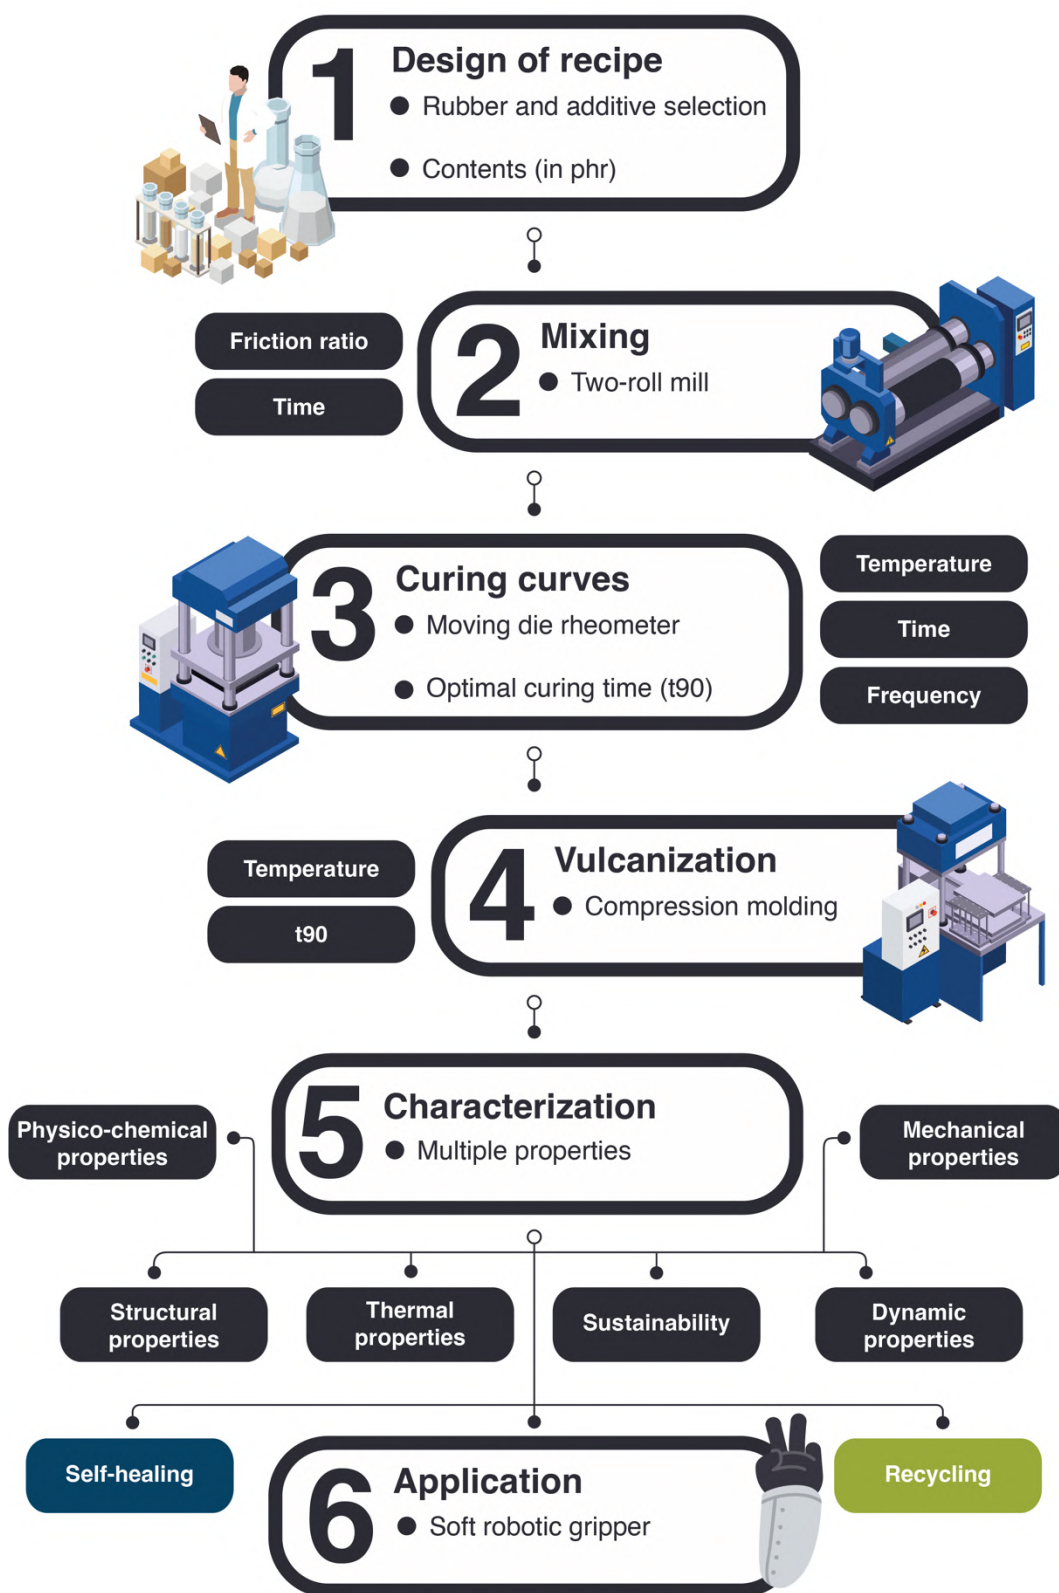 1
Design of recipe
● Rubber and additive selection
● Contents (in phr)
Friction ratio
Time
2
Mixing
● Two-roll mill
3
Curing curves
● Moving die rheometer
● Optimal curing time (t90)
Temperature
Time
Frequency
Temperature
t90
4
Vulcanization
● Compression molding
5
Characterization
● Multiple properties
Physico-chemical
properties
Mechanical
properties
Structural
properties
Thermal
properties
Sustainability
Dynamic
properties
Self-healing
6
Application
● Soft robotic gripper
Recycling